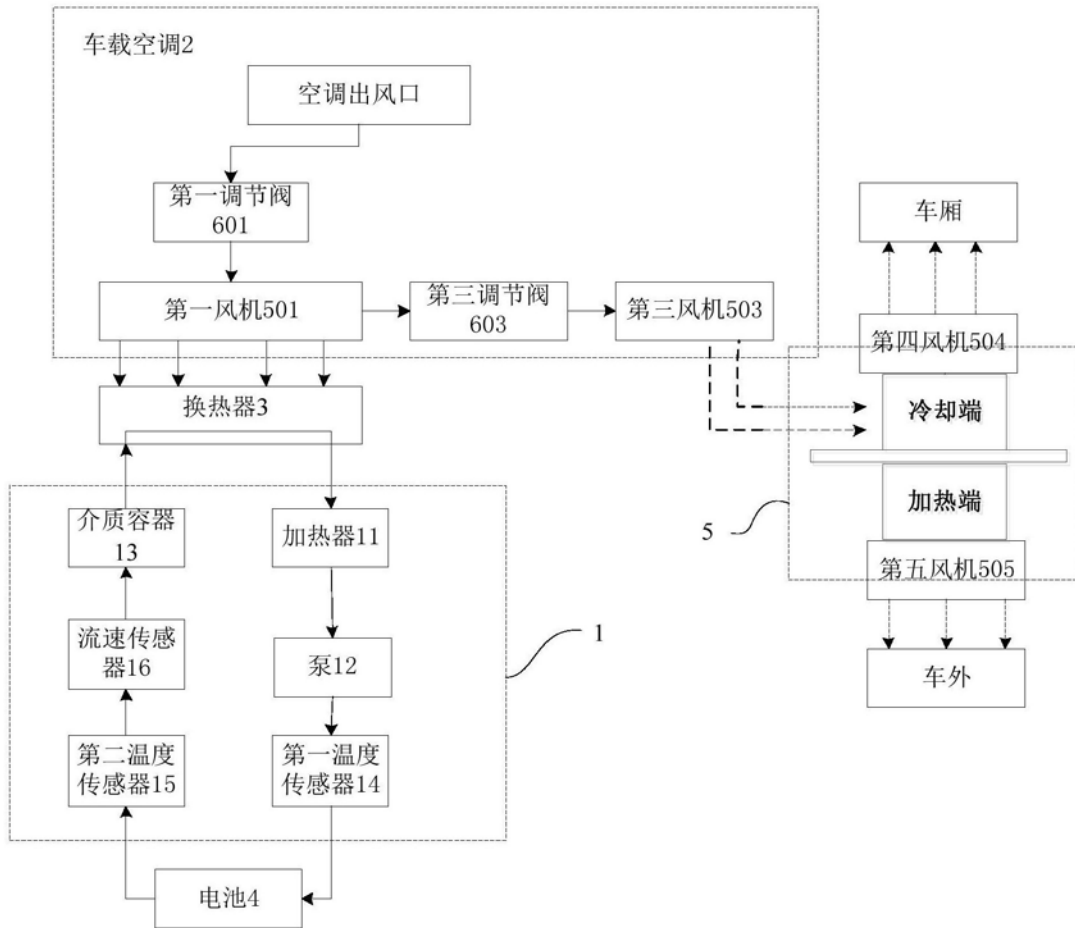 车载空调2
空调出风口
第一调节阀
601
第一风机501
第三调节阀
603
第三风机503
换热器3
车厢
第四风机504
冷却端
加热端
第五风机505
车外
5
介质容器
13
加热器11
流速传感
器16
泵12
1
第二温度
传感器15
第一温度
传感器14
电池4